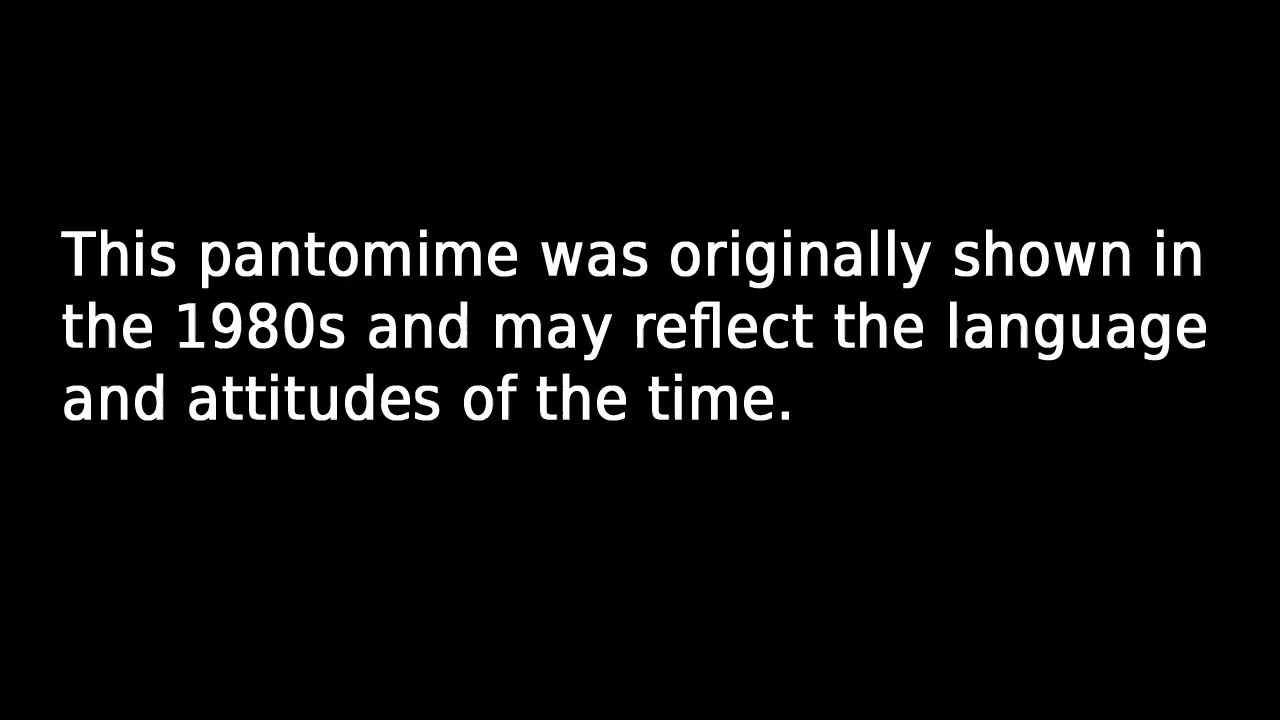 This pantomime was originally shown in
the 1980s and may reflect the language
and attitudes of the time.